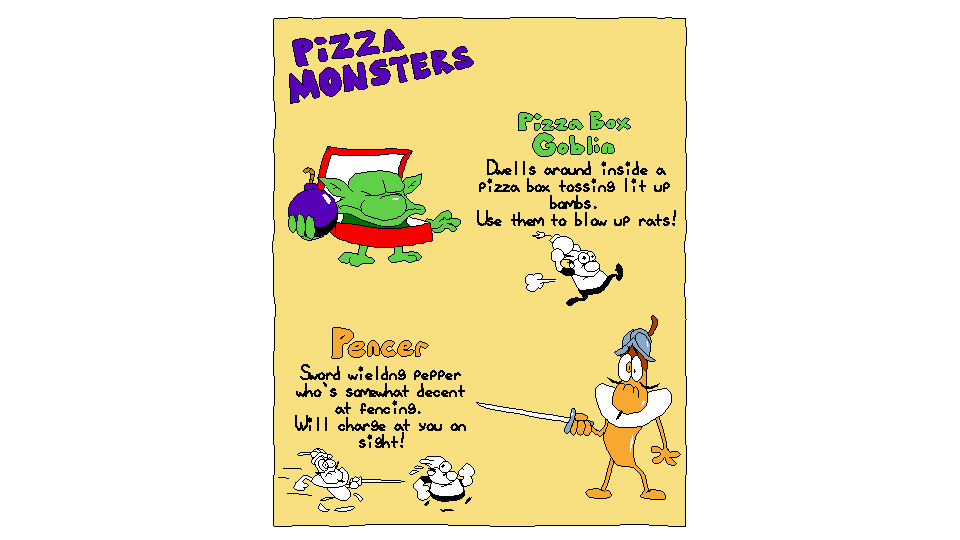 PiZZA
MONSTERS
Pizza Box
Goblin
Dwells around inside a
pizza box tossing lit up
bombs.
Use them to blow up rats!
Pencer
Sword wieldng pepper
who's somewhat decent
at fencing.
Will charge at you on
sight!